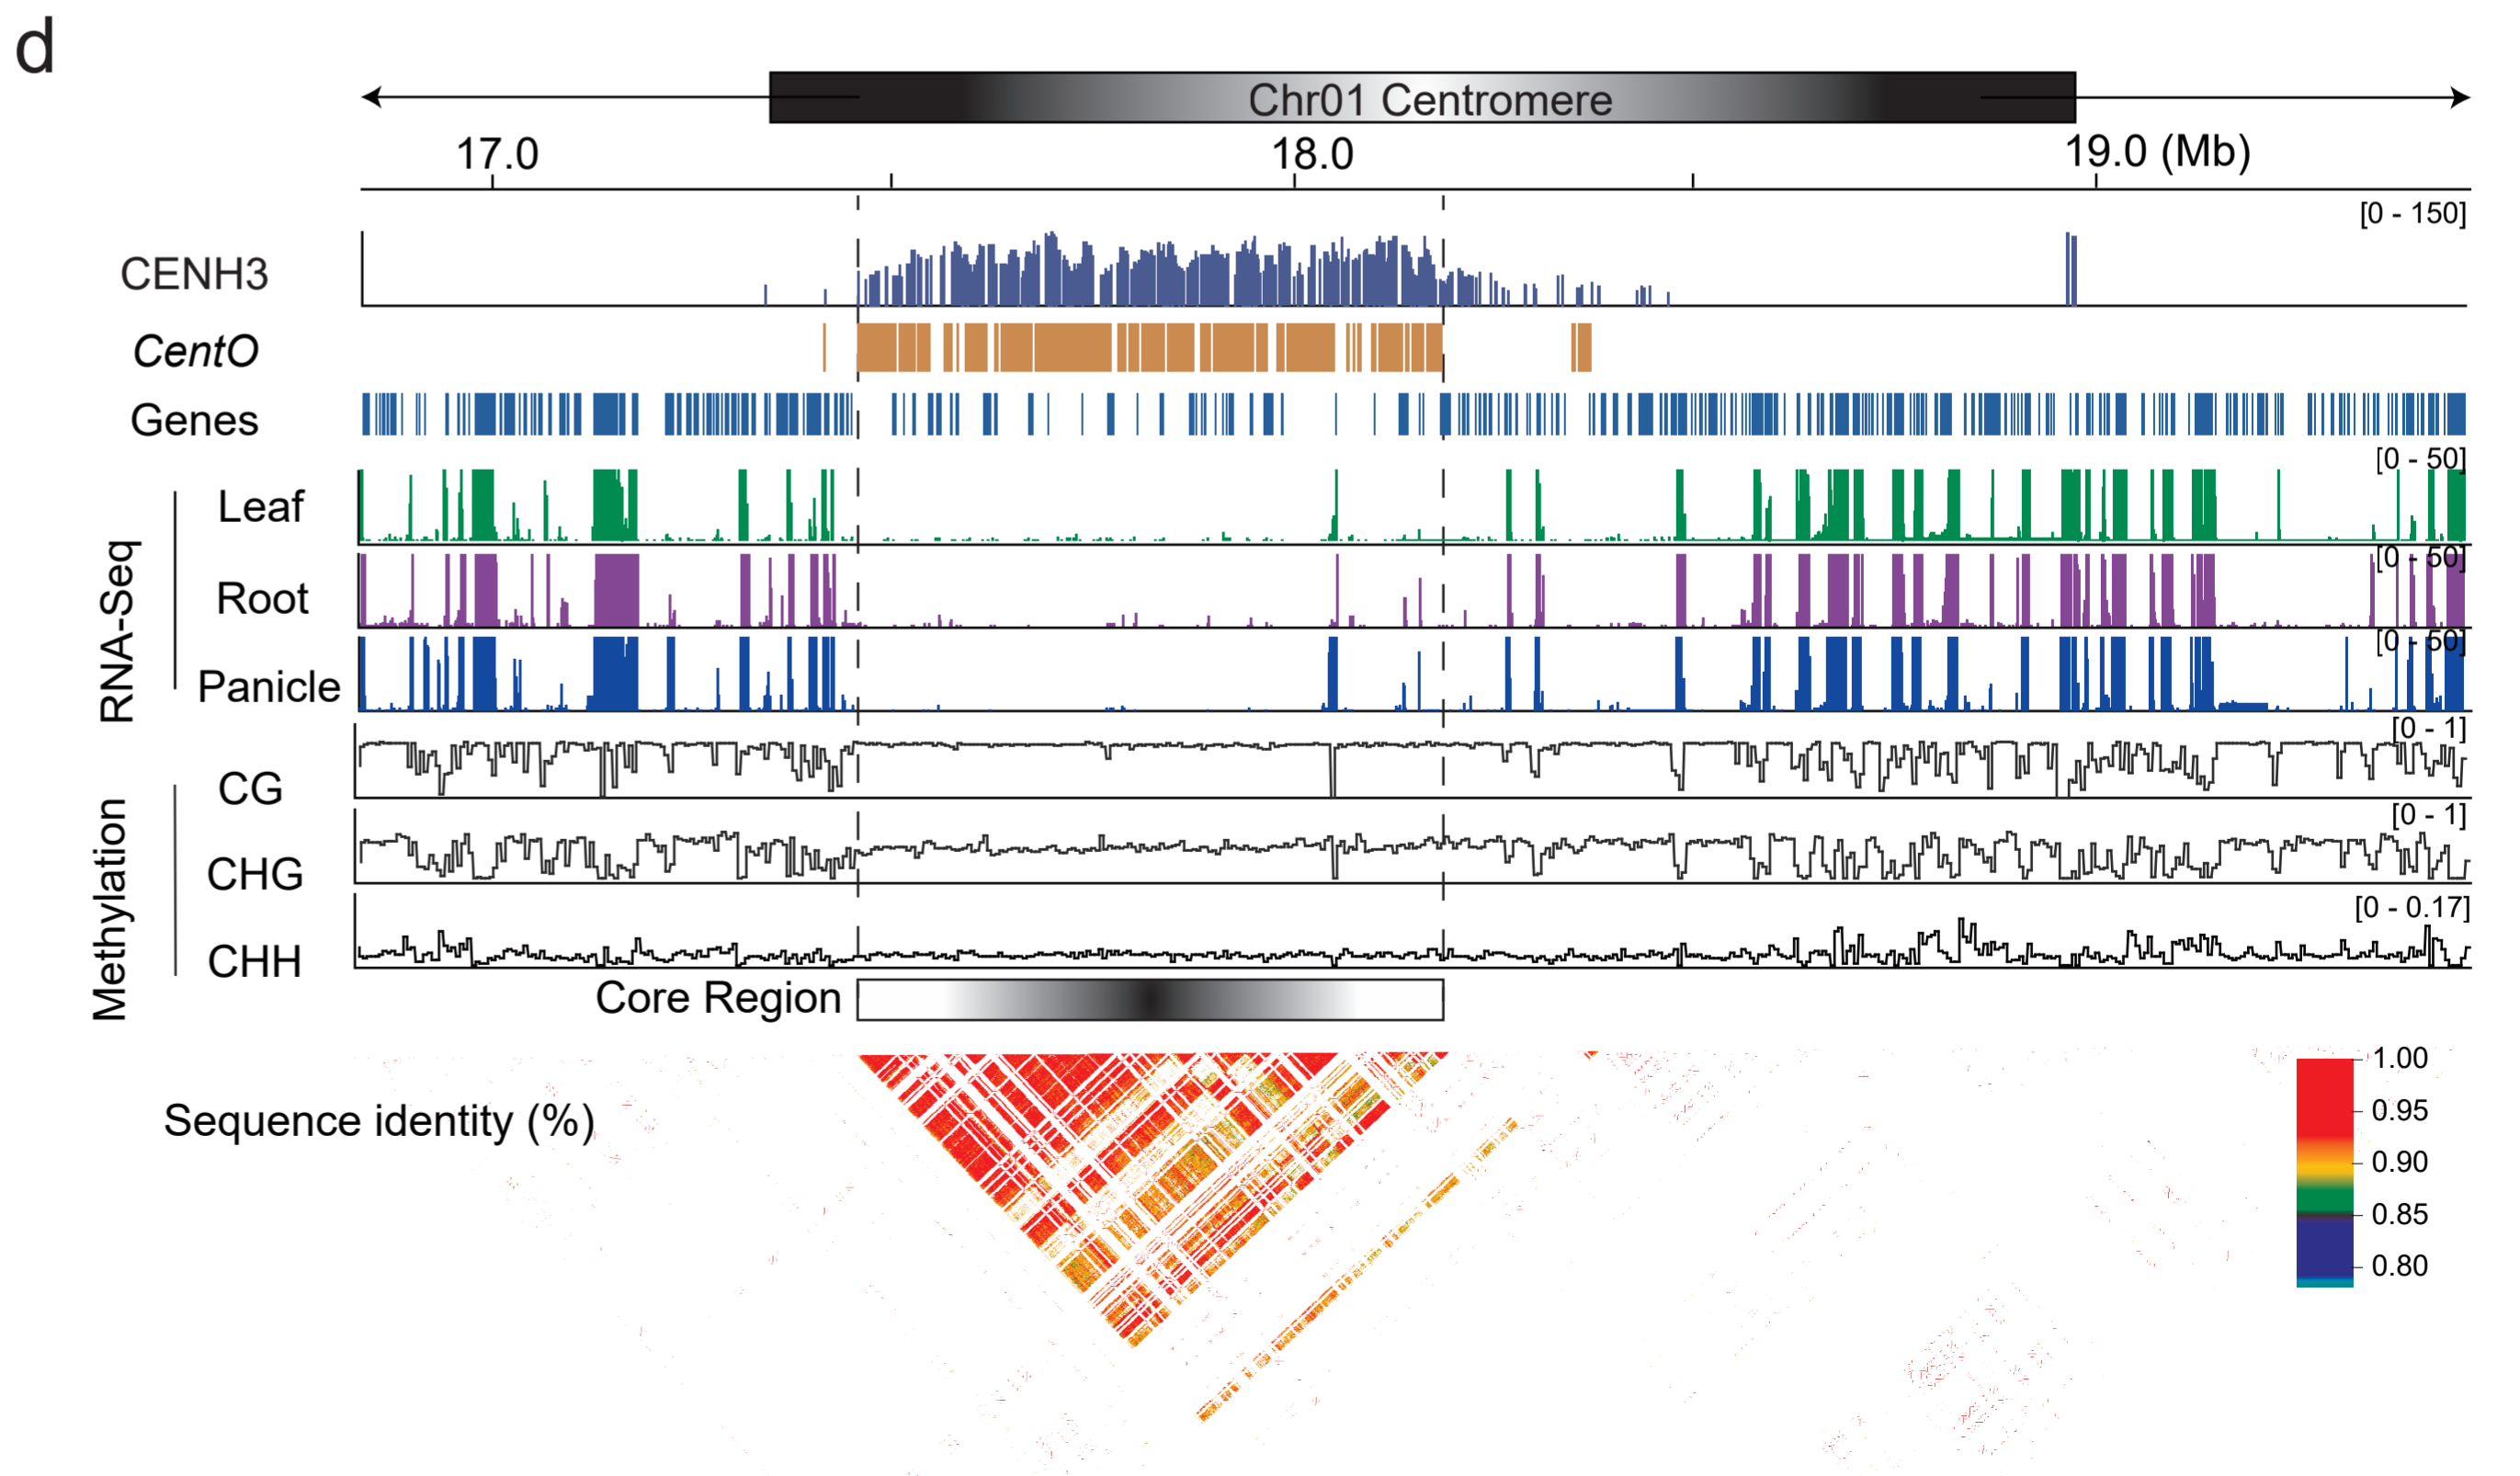 d
Chr01 Centromere
17.0 18.0 19.0 (Mb)
[0 - 150]
CENH3
CentO
Genes
[0 - 50]
Leaf
[0 - 50]
Root
[0 - 50]
Panicle
RNA-Seq
[0 - 1]
CG
[0 - 1]
CHG
[0 - 0.17]
CHH
Methylation
Core Region
Sequence identity (%)
1.00
0.95
0.90
0.85
0.80